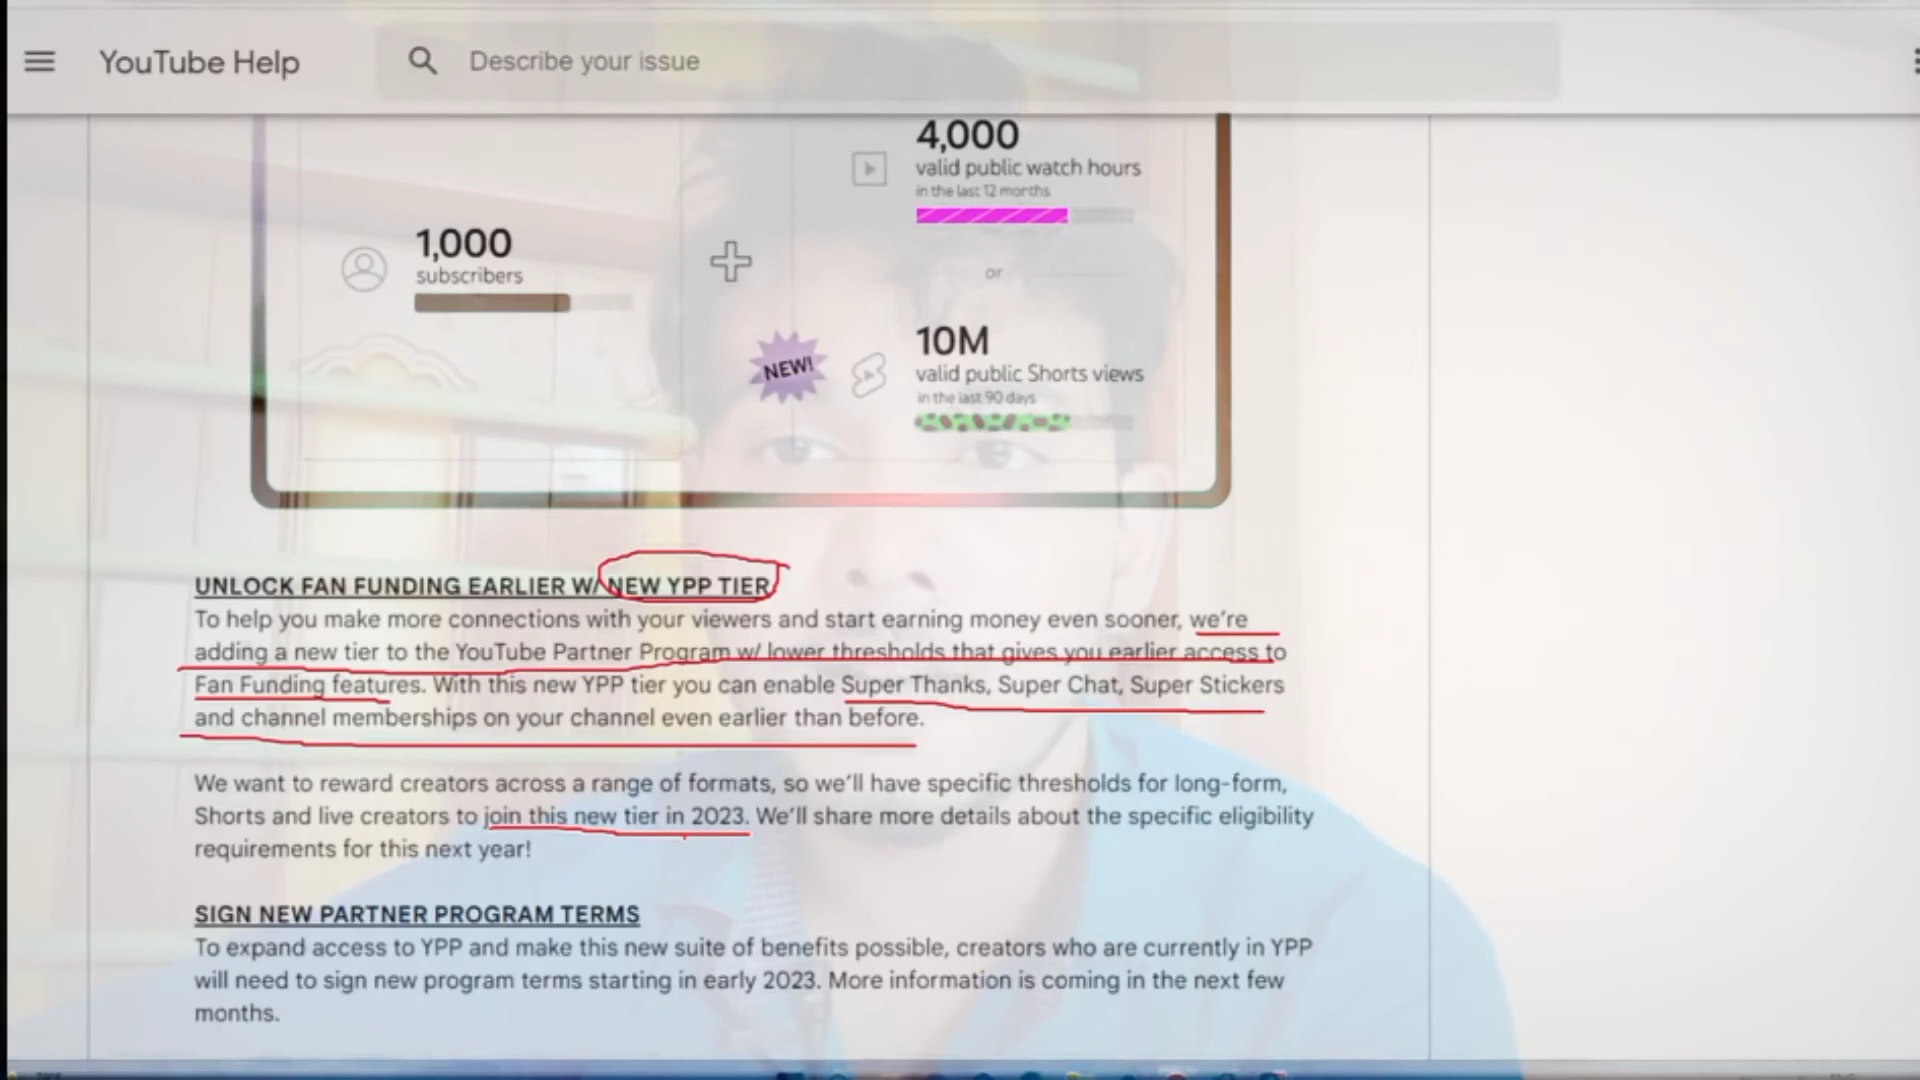 YouTube Help
Describe your issue
4,000
valid public watch hours
in the last 12 months
1,000
subscribers
or
10M
NEW!
valid public Shorts views
in the last 90 days
UNLOCK FAN FUNDING EARLIER W/ NEW YPP TIER
To help you make more connections with your viewers and start earning money even sooner, we're
adding a new tier to the YouTube Partner Program w/ lower thresholds that gives you earlier access to
Fan Funding features. With this new YPP tier you can enable Super Thanks, Super Chat, Super Stickers
and channel memberships on your channel even earlier than before.
We want to reward creators across a range of formats, so we'll have specific thresholds for long-form,
Shorts and live creators to join this new tier in 2023. We'll share more details about the specific eligibility
requirements for this next year!
SIGN NEW PARTNER PROGRAM TERMS
To expand access to YPP and make this new suite of benefits possible, creators who are currently in YPP
will need to sign new program terms starting in early 2023. More information is coming in the next few
months.